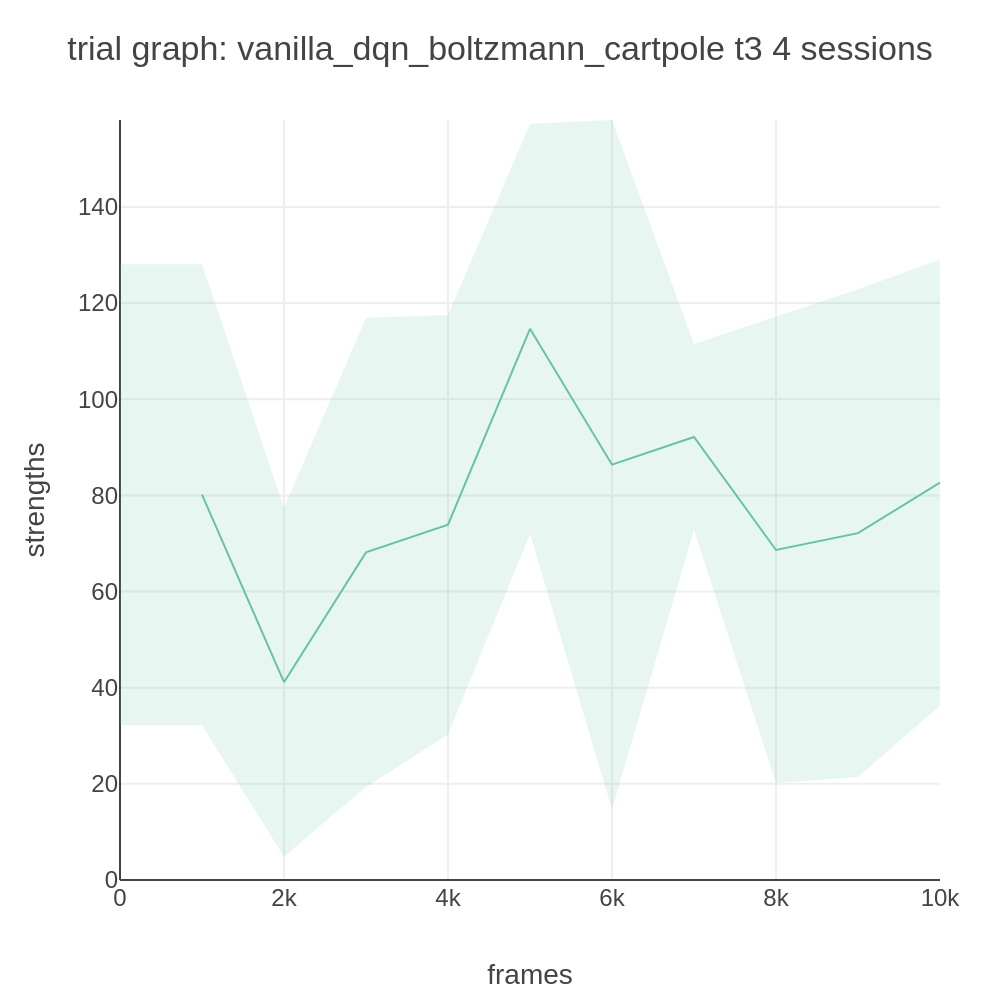 trial graph: vanilla_dqn_boltzmann_cartpole t3 4 sessions
140
120
100
80
60
40
20
0
strengths
0 2k 4k 6k 8k 10k
frames